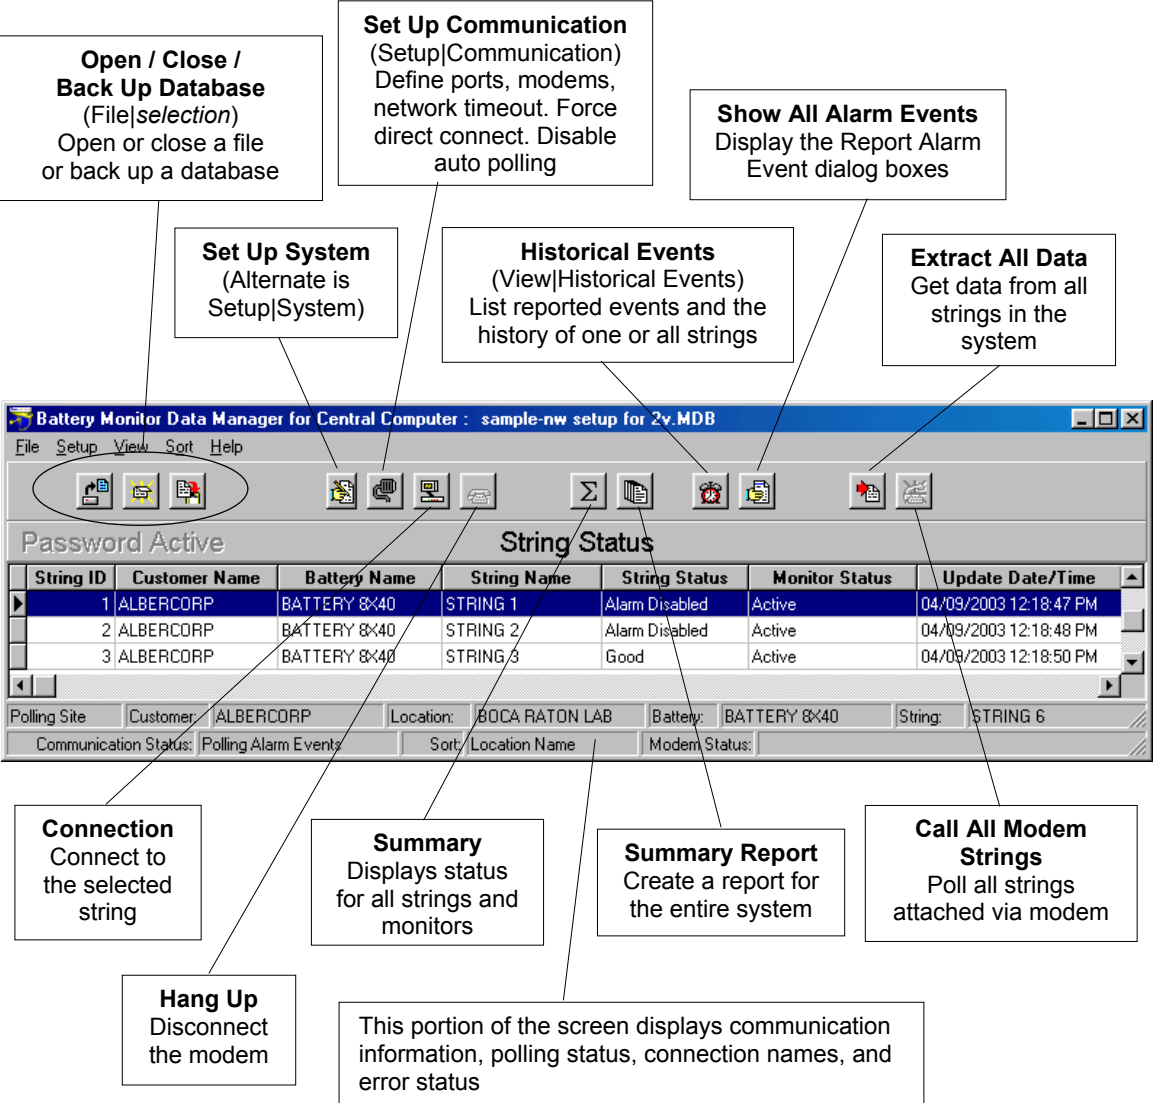 Set Up Communication
(Setup|Communication)
Define ports, modems,
network timeout. Force
direct connect. Disable
auto polling
Open / Close /
Back Up Database
(File|selection)
Open or close a file
or back up a database
Show All Alarm Events
Display the Report Alarm
Event dialog boxes
Set Up System
(Alternate is
Setup|System)
Historical Events
(View|Historical Events)
List reported events and the
history of one or all strings
Extract All Data
Get data from all
strings in the
system
Battery Monitor Data Manager for Central Computer : sample-nw setup for 2v.MDB
File Setup View Sort Help
Σ
Password Active
String Status
String ID Customer Name Battery Name String Name String Status Monitor Status Update Date/Time
1 ALBERCORP BATTERY 8X40 STRING 1 Alarm Disabled Active 04/09/2003 12:18:47 PM
2 ALBERCORP BATTERY 8X40 STRING 2 Alarm Disabled Active 04/09/2003 12:18:48 PM
3 ALBERCORP BATTERY 8X40 STRING 3 Good Active 04/09/2003 12:18:50 PM
Polling Site Customer: ALBERCORP Location: BOCA RATON LAB Battery: BATTERY 8X40 String: STRING 6
Communication Status: Polling Alarm Events Sort: Location Name Modem Status:
Connection
Connect to
the selected
string
Summary
Displays status
for all strings and
monitors
Summary Report
Create a report for
the entire system
Call All Modem
Strings
Poll all strings
attached via modem
Hang Up
Disconnect
the modem
This portion of the screen displays communication
information, polling status, connection names, and
error status